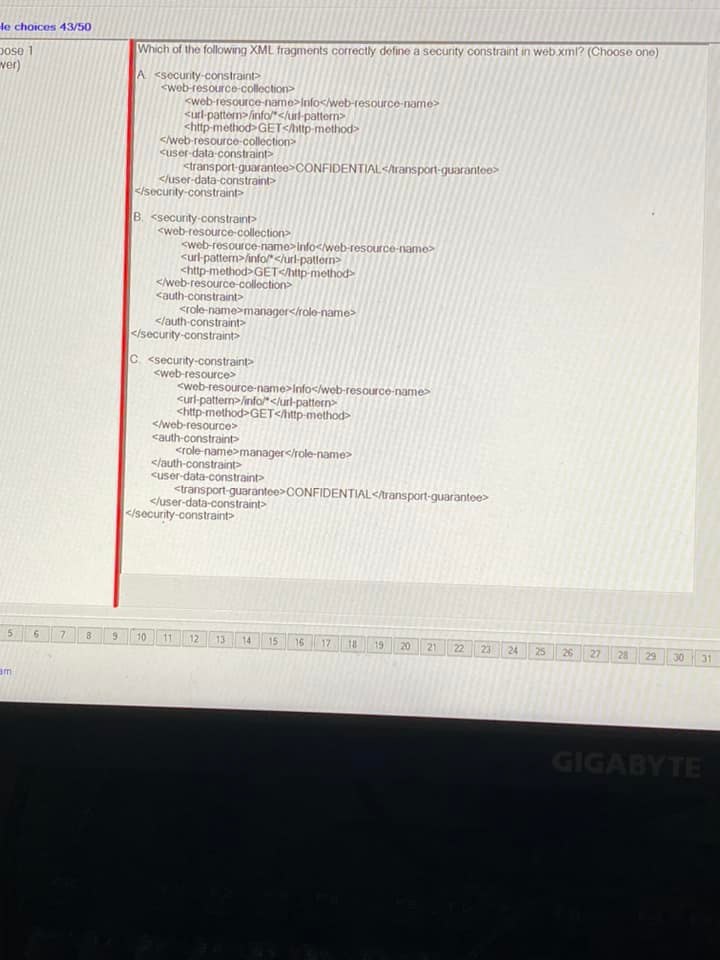 le choices 43/50
oose 1
wer)
Which of the following XML fragments correctly define a security constraint in web.xml? (Choose one)
A. <security-constraint>
<web-resource-collection>
<web-resource-name>Info</web-resource-name>
<url-pattern>/info/*</url-pattern>
<http-method>GET</http-method>
</web-resource-collection>
<user-data-constraint>
<transport-guarantee>CONFIDENTIAL</transport-guarantee>
</user-data-constraint>
</security-constraint>
B. <security-constraint>
<web-resource-collection>
<web-resource-name>Info</web-resource-name>
<url-pattern>/info/*</url-pattern>
<http-method>GET</http-method>
</web-resource-collection>
<auth-constraint>
<role-name>manager</role-name>
</auth-constraint>
</security-constraint>
C. <security-constraint>
<web-resource>
<web-resource-name>Info</web-resource-name>
<url-pattern>/info/*</url-pattern>
<http-method>GET</http-method>
</web-resource>
<auth-constraint>
<role-name>manager</role-name>
</auth-constraint>
<user-data-constraint>
<transport-guarantee>CONFIDENTIAL</transport-guarantee>
</user-data-constraint>
</security-constraint>
5 6 7 8 9 10 11 12 13 14 15 16 17 18 19 20 21 22 23 24 25 26 27 28 29 30 31
am
GIGABYTE